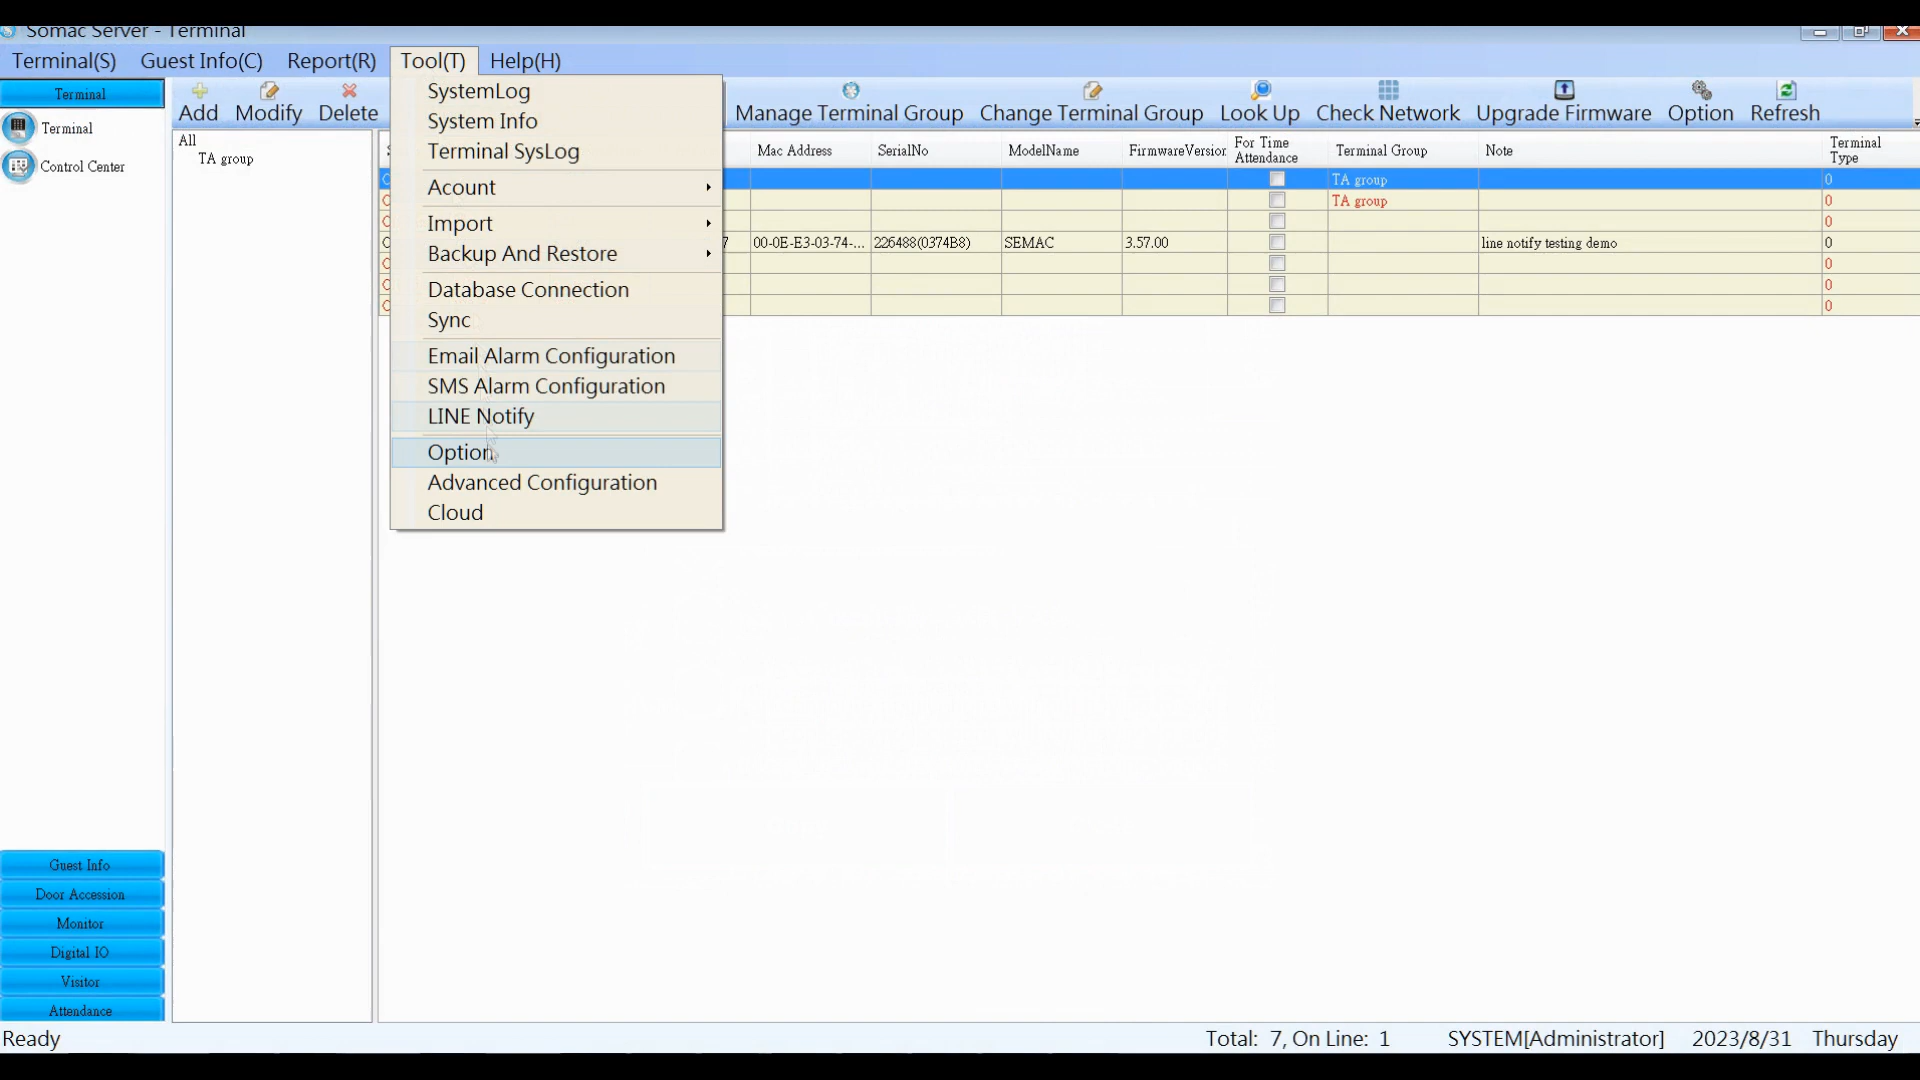 Somac Server - Terminal
Terminal(S) Guest Info(C) Report(R) Tool(T) Help(H)
Terminal
Terminal
Control Center
Add Modify Delete Manage Terminal Group Change Terminal Group Look Up Check Network Upgrade Firmware Option Refresh
All
TA group
SystemLog
System Info
Terminal SysLog
Acount
Import
Backup And Restore
Database Connection
Sync
Email Alarm Configuration
SMS Alarm Configuration
LINE Notify
Option
Advanced Configuration
Cloud
Mac Address SerialNo ModelName FirmwareVersion For Time Attendance Terminal Group Note Terminal Type
TA group 0
TA group 0
0
7 00-0E-E3-03-74-... 226488(0374B8) SEMAC 3.57.00 line notify testing demo 0
0
0
0
Guest Info
Door Accession
Monitor
Digital IO
Visitor
Attendance
Ready Total: 7, On Line: 1 SYSTEM[Administrator] 2023/8/31 Thursday